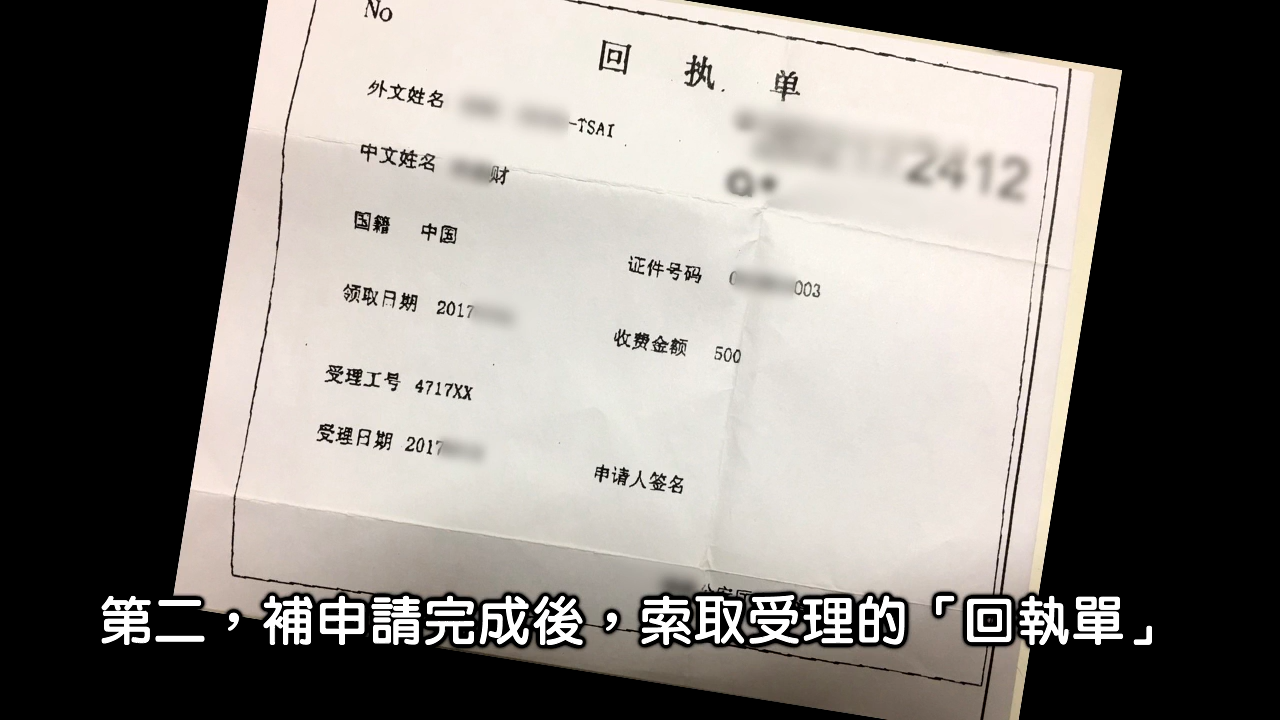 No
回执单
外文姓名 -TSAI
2412
中文姓名 财
国籍 中国
证件号码 003
领取日期 2017
收费金额 500
受理工号 4717XX
受理日期 2017
申请人签名
第二，補申請完成後，索取受理的「回執單」